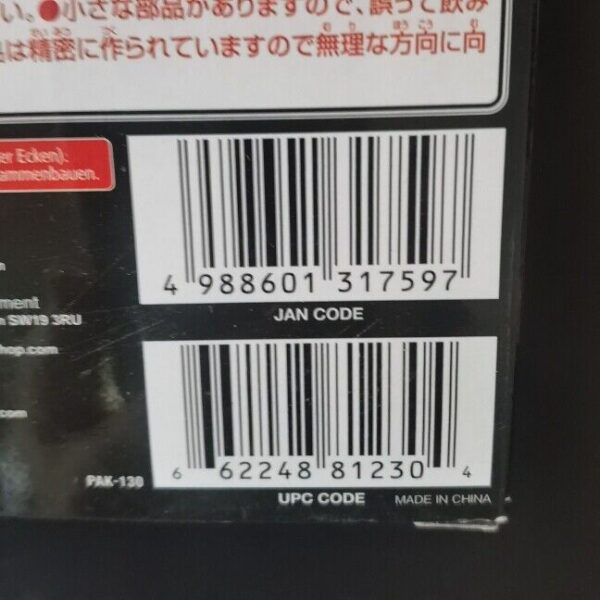 い。●小さな部品がありますので、誤って飲み
は精密に作られていますので無理な方向に向
er Ecken).
ammenbauen.
4 988601 317597
JAN CODE
ment
SW19 3RU
hop.com
com
6 62248 81230 4
PAK-130
UPC CODE
MADE IN CHINA